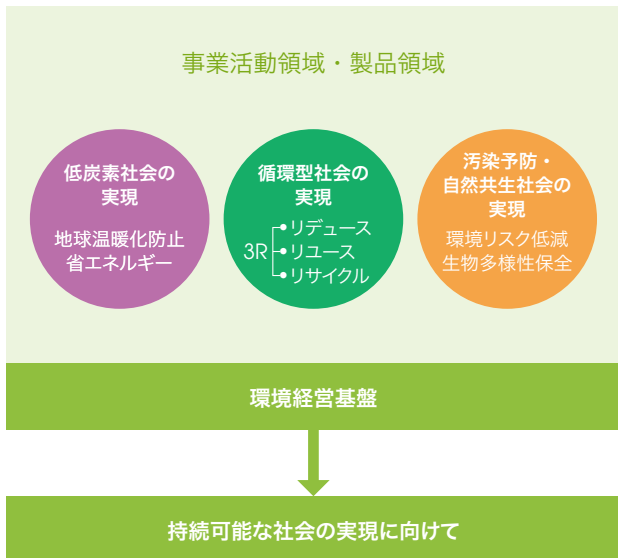 事業活動領域・製品領域
低炭素社会の
実現
地球温暖化防止
省エネルギー
循環型社会の
実現
3R
リデュース
リユース
リサイクル
汚染予防・
自然共生社会の
実現
環境リスク低減
生物多様性保全
環境経営基盤
持続可能な社会の実現に向けて